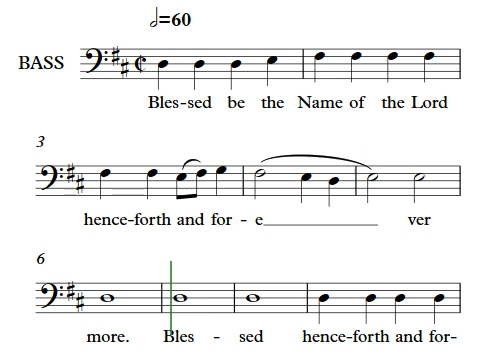 𝅗𝅥=60
BASS
Bles-sed be the Name of the Lord
3
hence-forth and for - e___________ ver
6
more. Bles - sed hence-forth and for-